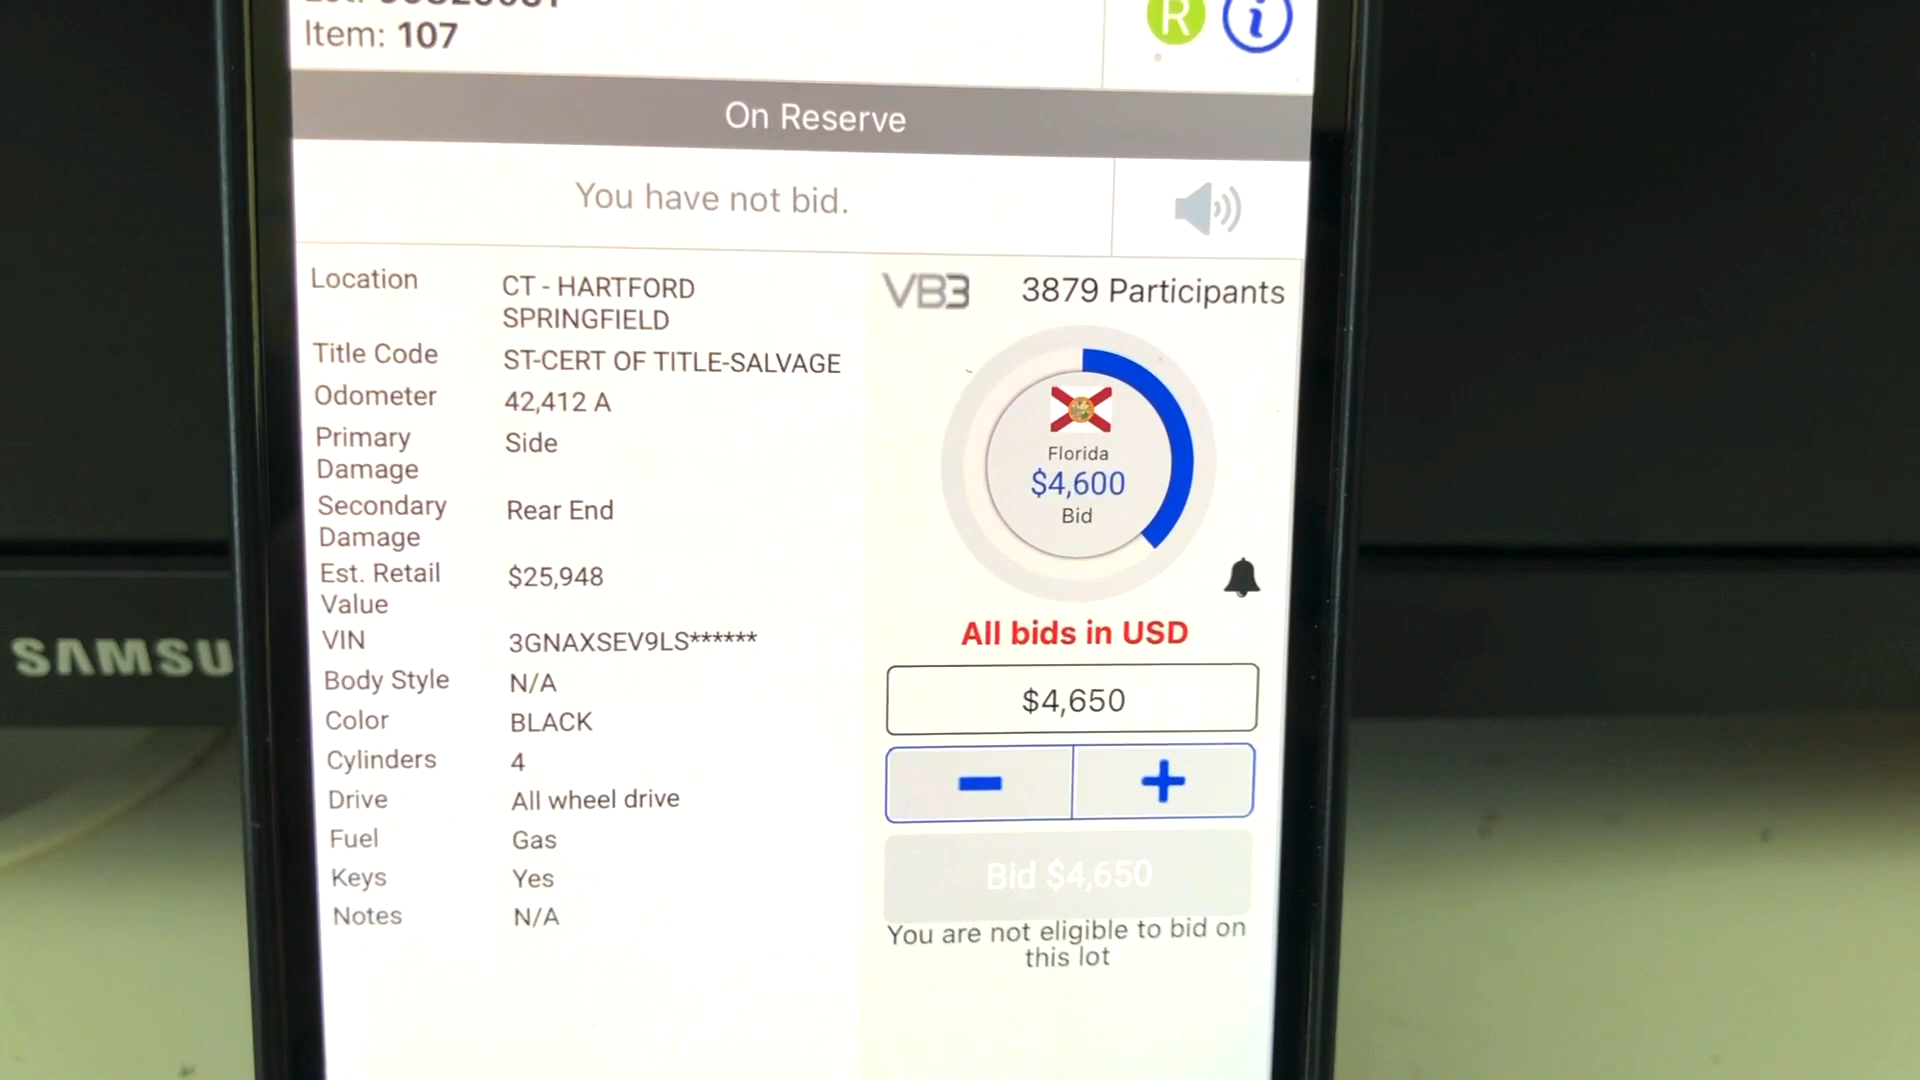 Item: 107
R
i
On Reserve
You have not bid.
Location CT - HARTFORD
SPRINGFIELD
Title Code ST-CERT OF TITLE-SALVAGE
Odometer 42,412 A
Primary Damage Side
Secondary Damage Rear End
Est. Retail Value $25,948
VIN 3GNAXSEV9LS******
Body Style N/A
Color BLACK
Cylinders 4
Drive All wheel drive
Fuel Gas
Keys Yes
Notes N/A
VB3 3879 Participants
Florida
$4,600
Bid
All bids in USD
$4,650
Bid $4,650
You are not eligible to bid on
this lot
SAMSU